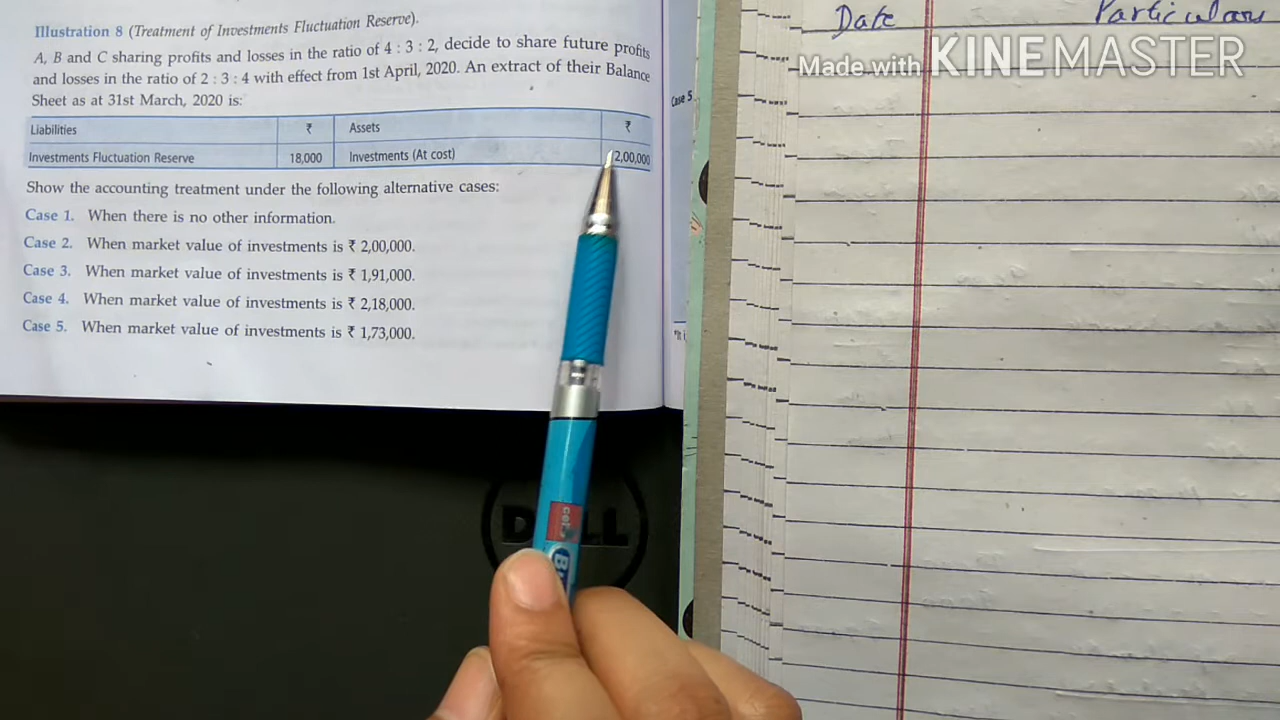 Illustration 8 (Treatment of Investments Fluctuation Reserve).
A, B and C sharing profits and losses in the ratio of 4 : 3 : 2, decide to share future profits
and losses in the ratio of 2 : 3 : 4 with effect from 1st April, 2020. An extract of their Balance
Sheet as at 31st March, 2020 is:
Liabilities ₹ Assets ₹
Investments Fluctuation Reserve 18,000 Investments (At cost) 2,00,000
Show the accounting treatment under the following alternative cases:
Case 1. When there is no other information.
Case 2. When market value of investments is ₹ 2,00,000.
Case 3. When market value of investments is ₹ 1,91,000.
Case 4. When market value of investments is ₹ 2,18,000.
Case 5. When market value of investments is ₹ 1,73,000.
Case 5
Date Particulars
Made with KINEMASTER
DELL
cello